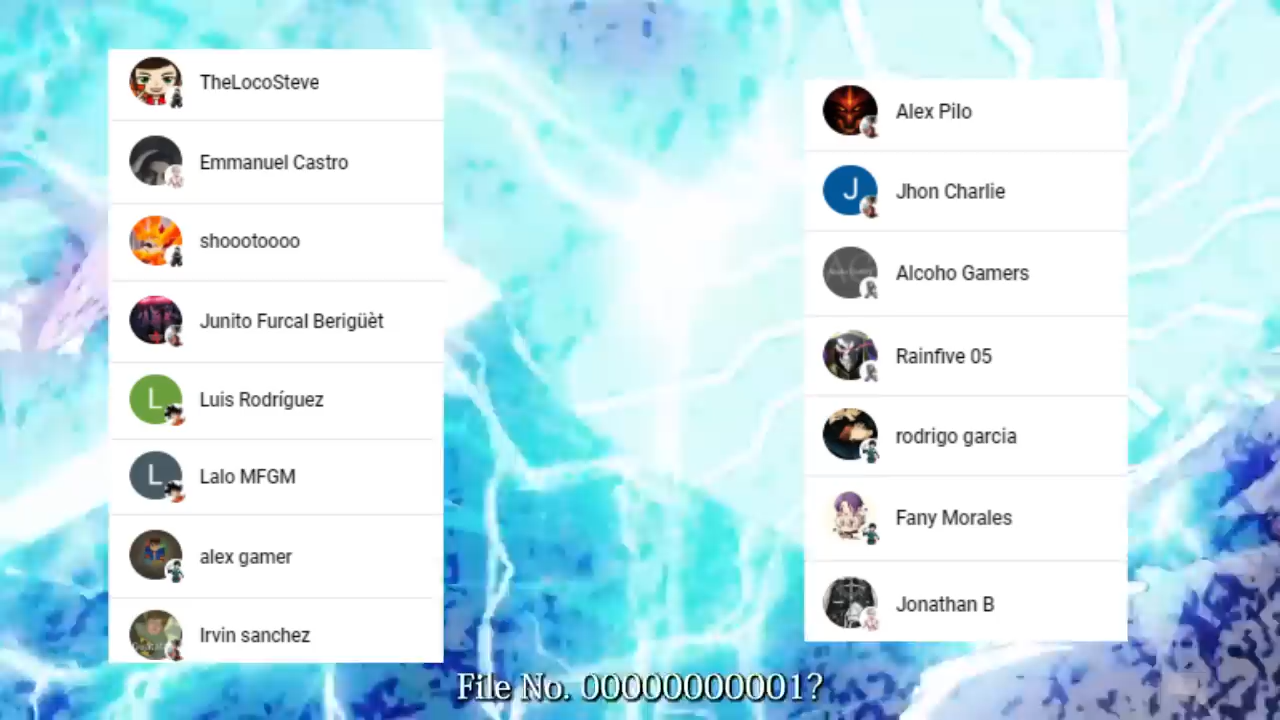 TheLocoSteve
Emmanuel Castro
shoootoooo
Junito Furcal Berigüèt
L
Luis Rodríguez
L
Lalo MFGM
alex gamer
Irvin sanchez
Alex Pilo
J
Jhon Charlie
Alcoho Gamers
Rainfive 05
rodrigo garcia
Fany Morales
Jonathan B
File No. 00000000001?